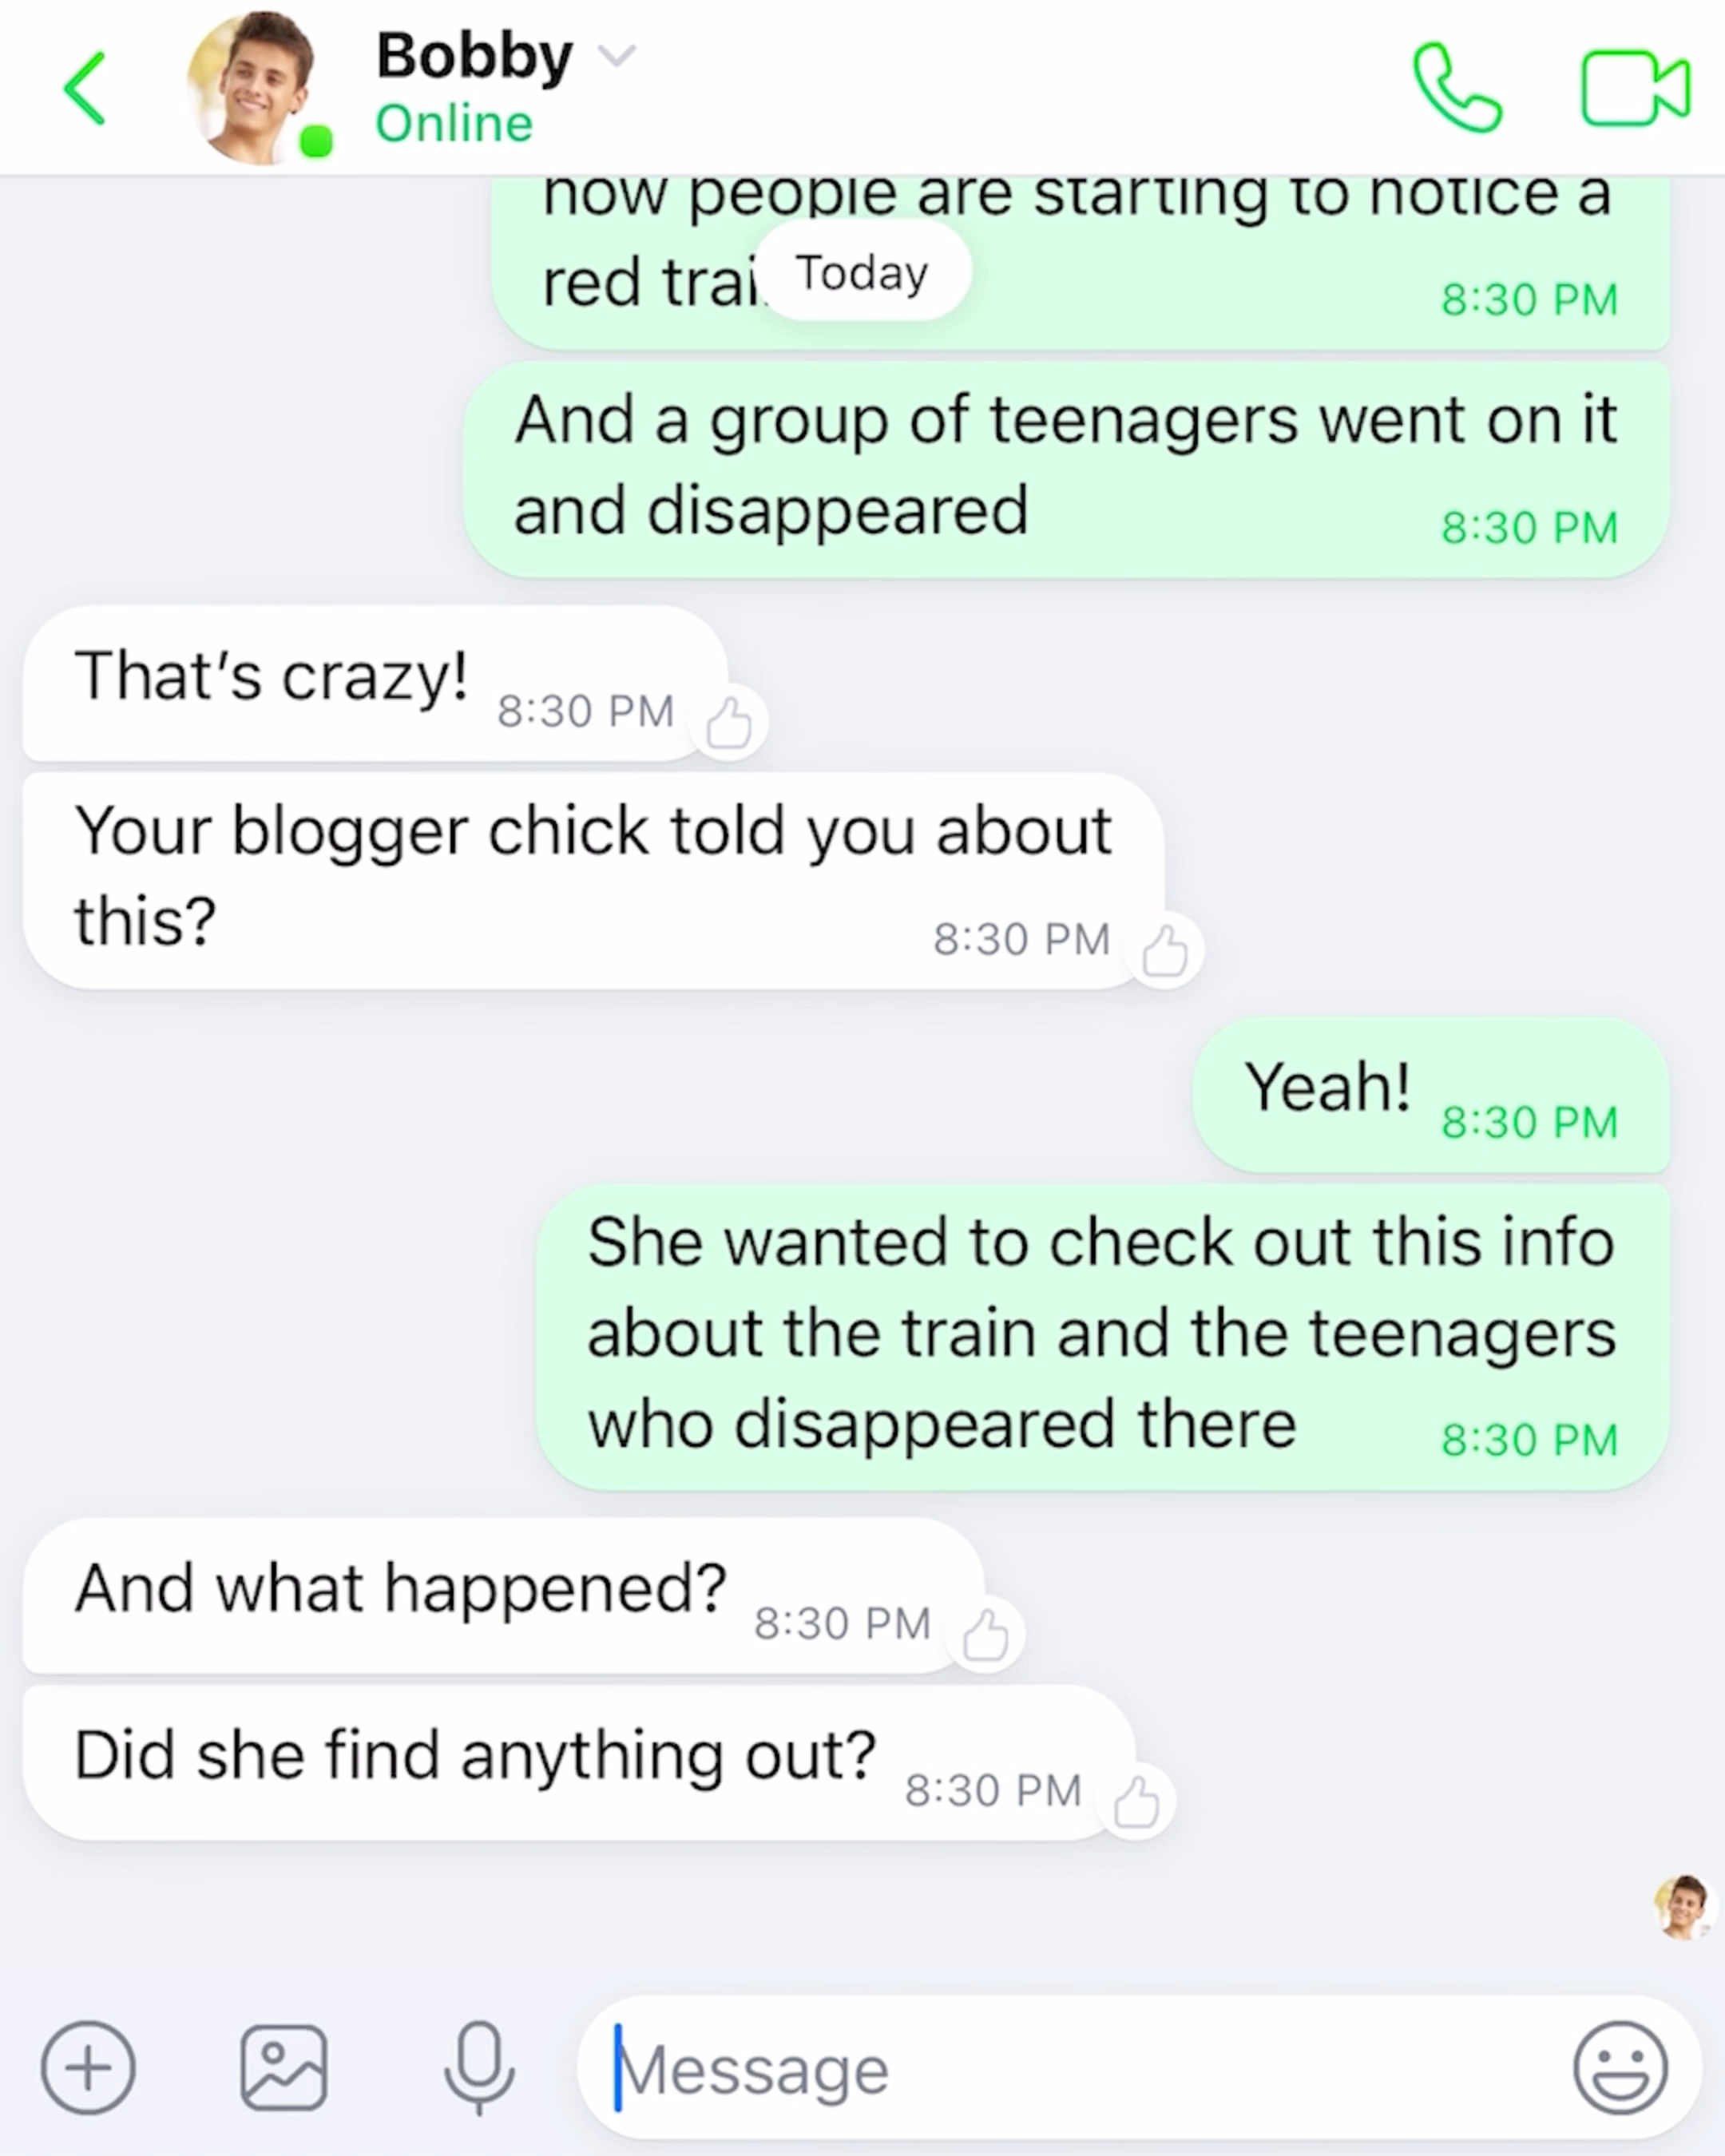 Bobby
Online
now people are starting to notice a
red trai
Today
8:30 PM
And a group of teenagers went on it
and disappeared
8:30 PM
That's crazy!
8:30 PM
Your blogger chick told you about
this?
8:30 PM
Yeah!
8:30 PM
She wanted to check out this info
about the train and the teenagers
who disappeared there
8:30 PM
And what happened?
8:30 PM
Did she find anything out?
8:30 PM
Message